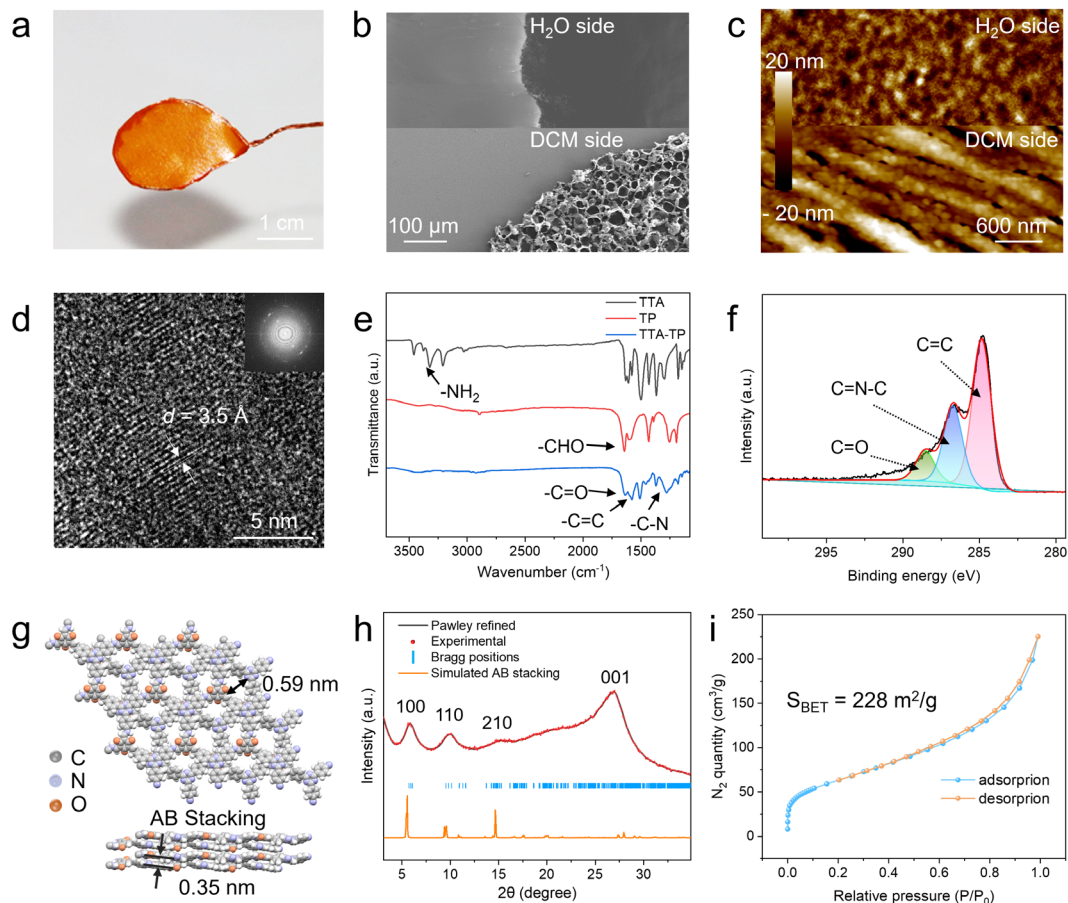 a
1 cm
b
H₂O side
DCM side
100 µm
c
H₂O side
20 nm
DCM side
- 20 nm
600 nm
d
d = 3.5 Å
5 nm
e
TTA
TP
TTA-TP
-NH₂
-CHO
-C=O
-C=C
-C-N
Transmittance (a.u.)
3500 3000 2500 2000 1500
Wavenumber (cm⁻¹)
f
C=C
C=N-C
C=O
Intensity (a.u.)
295 290 285 280
Binding energy (eV)
g
0.59 nm
C
N
O
AB Stacking
0.35 nm
h
Pawley refined
Experimental
Bragg positions
Simulated AB stacking
100
110
210
001
Intensity (a.u.)
5 10 15 20 25 30
2θ (degree)
i
S_BET = 228 m²/g
adsorprion
desorprion
N₂ quantity (cm³/g)
250
200
150
100
50
0
0.0 0.2 0.4 0.6 0.8 1.0
Relative pressure (P/P₀)